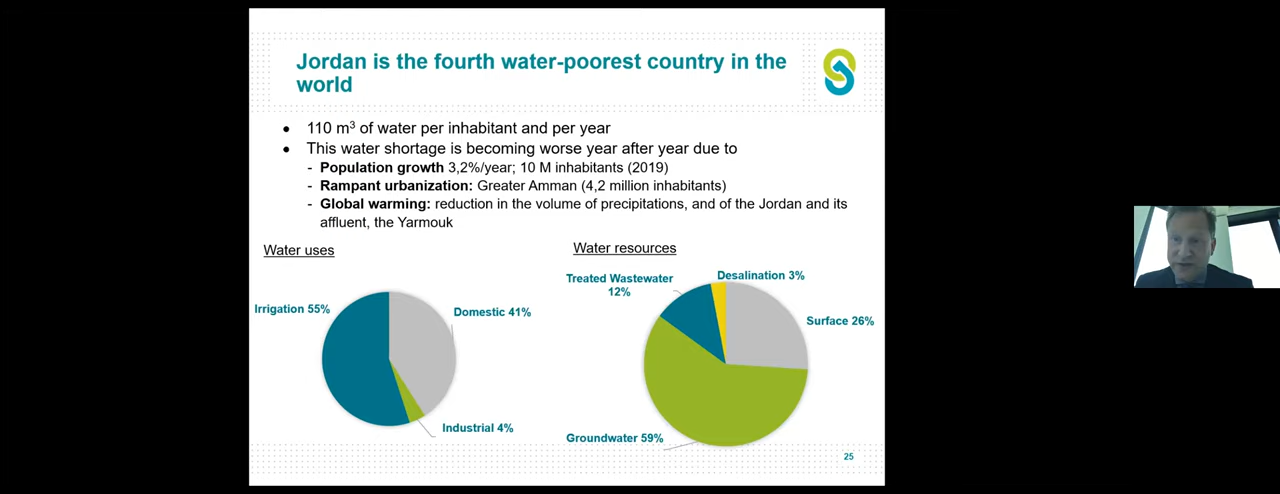 Jordan is the fourth water-poorest country in the
world
• 110 m³ of water per inhabitant and per year
• This water shortage is becoming worse year after year due to
- Population growth 3,2%/year; 10 M inhabitants (2019)
- Rampant urbanization: Greater Amman (4,2 million inhabitants)
- Global warming: reduction in the volume of precipitations, and of the Jordan and its
affluent, the Yarmouk
Water uses
Irrigation 55%
Domestic 41%
Industrial 4%
Water resources
Treated Wastewater
12%
Desalination 3%
Surface 26%
Groundwater 59%
25